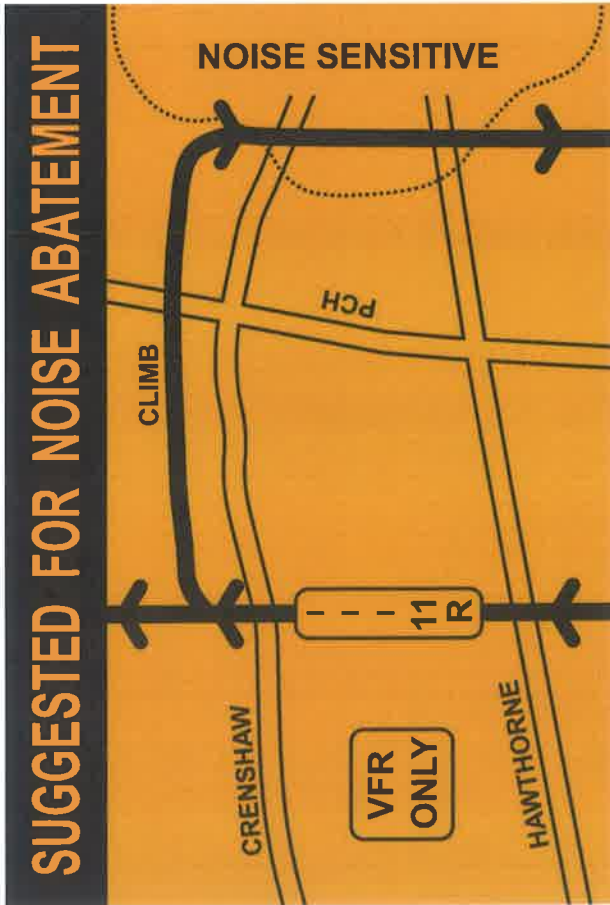 SUGGESTED FOR NOISE ABATEMENT
NOISE SENSITIVE
CLIMB
PCH
CRENSHAW
11
R
VFR
ONLY
HAWTHORNE